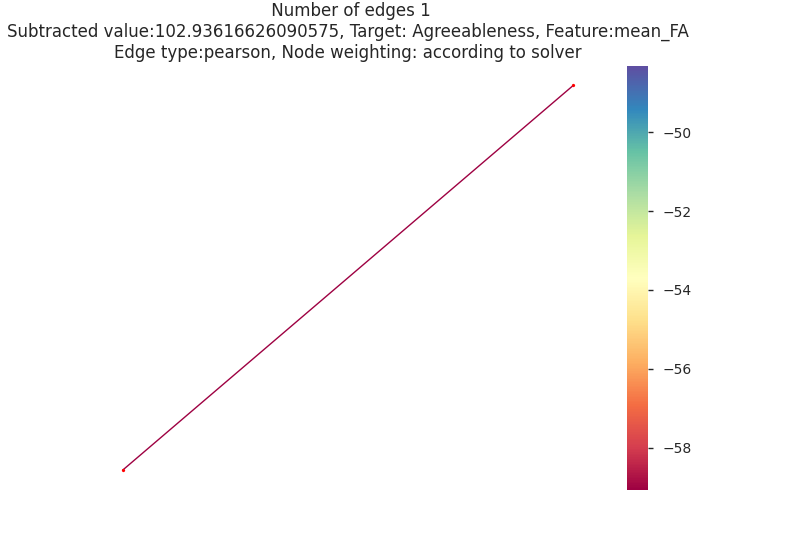 Number of edges 1
Subtracted value:102.93616626090575, Target: Agreeableness, Feature:mean_FA
Edge type:pearson, Node weighting: according to solver
−50
−52
−54
−56
−58